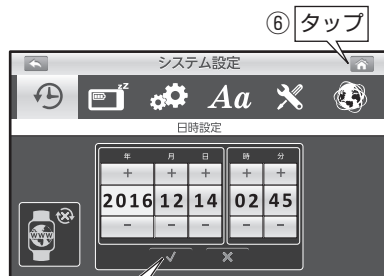 ⑥ タップ
システム設定
z z
Aa
日時設定
年 月 日 時 分
+ + + + +
2016 12 14 02 45
− − − − −
www